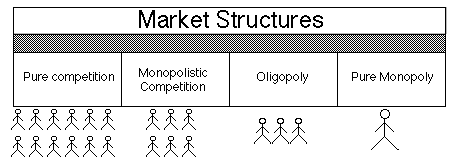 Market Structures
Pure competition
Monopolistic
Competition
Oligopoly
Pure Monopoly